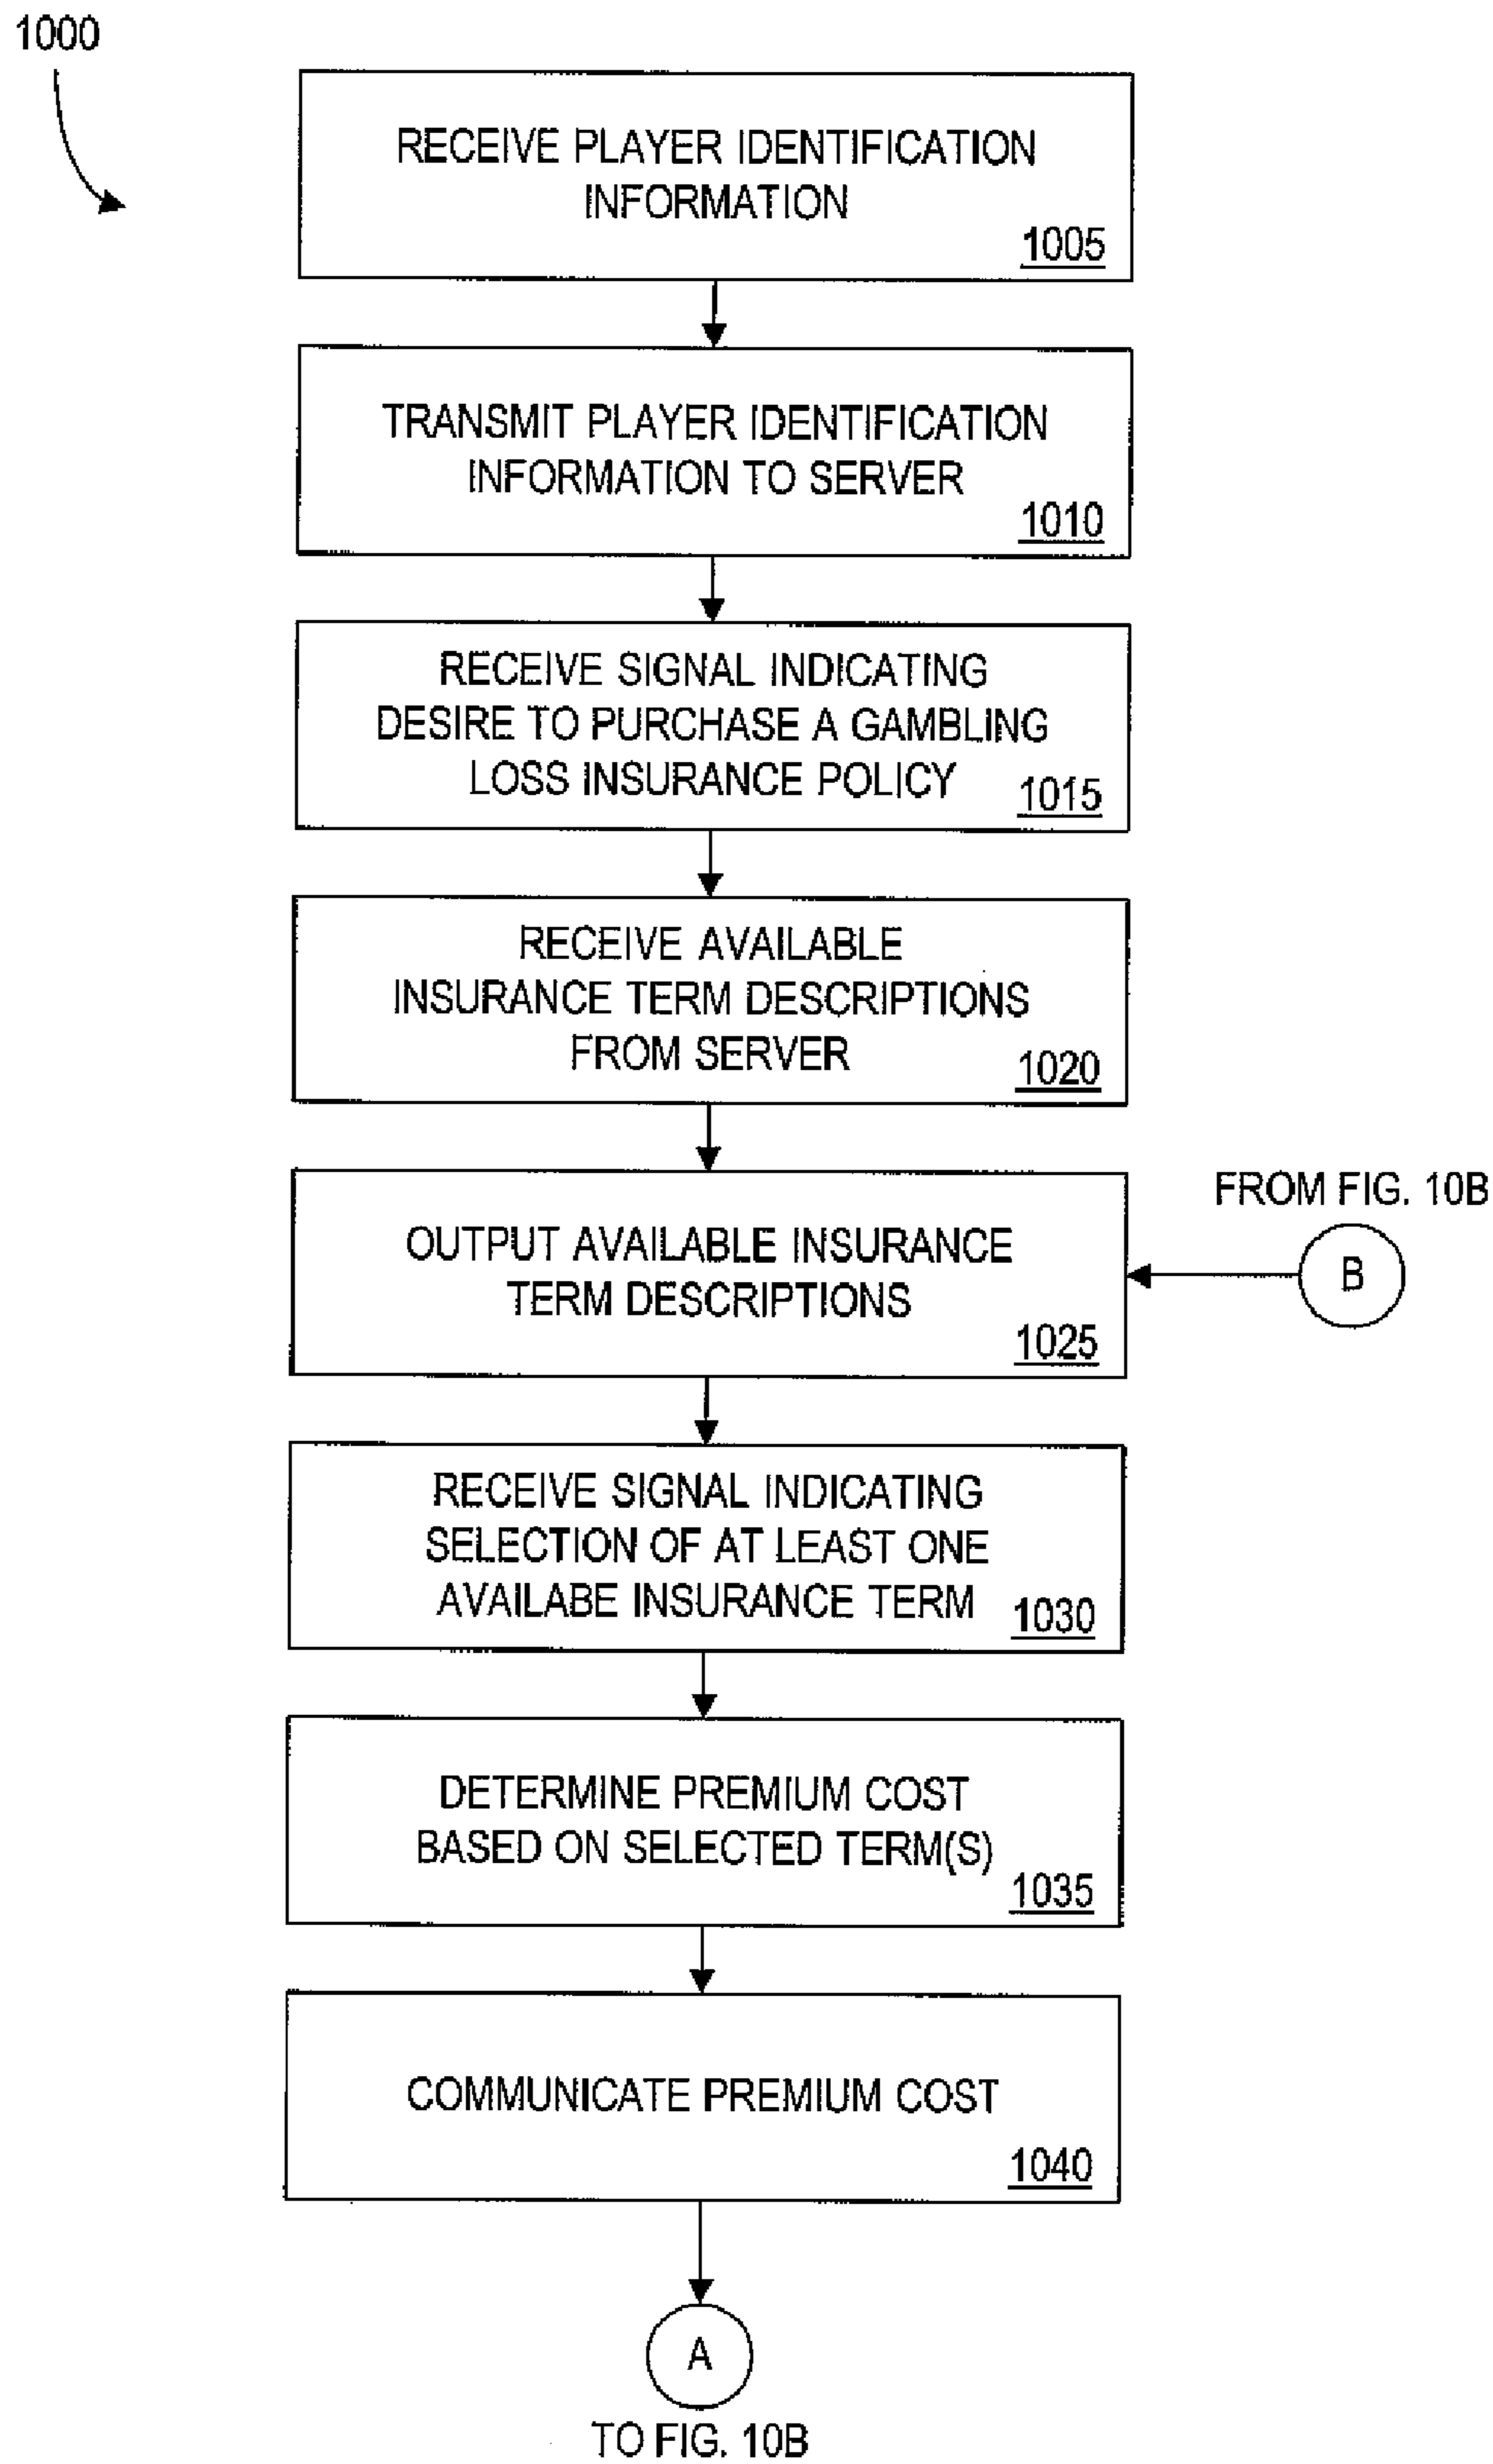 1000
RECEIVE PLAYER IDENTIFICATION
INFORMATION
1005
TRANSMIT PLAYER IDENTIFICATION
INFORMATION TO SERVER
1010
RECEIVE SIGNAL INDICATING
DESIRE TO PURCHASE A GAMBLING
LOSS INSURANCE POLICY
1015
RECEIVE AVAILABLE
INSURANCE TERM DESCRIPTIONS
FROM SERVER
1020
FROM FIG. 10B
B
OUTPUT AVAILABLE INSURANCE
TERM DESCRIPTIONS
1025
RECEIVE SIGNAL INDICATING
SELECTION OF AT LEAST ONE
AVAILABE INSURANCE TERM
1030
DETERMINE PREMIUM COST
BASED ON SELECTED TERM(S)
1035
COMMUNICATE PREMIUM COST
1040
A
TO FIG. 10B